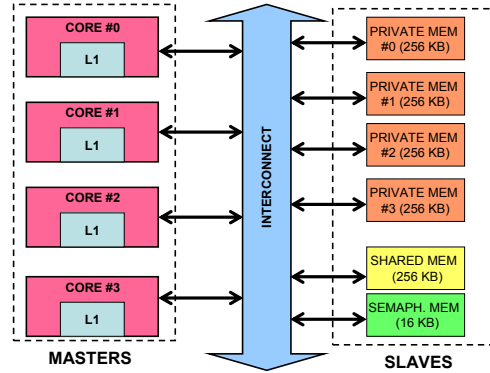 CORE #0
L1
CORE #1
L1
CORE #2
L1
CORE #3
L1
MASTERS
INTERCONNECT
PRIVATE MEM
#0 (256 KB)
PRIVATE MEM
#1 (256 KB)
PRIVATE MEM
#2 (256 KB)
PRIVATE MEM
#3 (256 KB)
SHARED MEM
(256 KB)
SEMAPH. MEM
(16 KB)
SLAVES